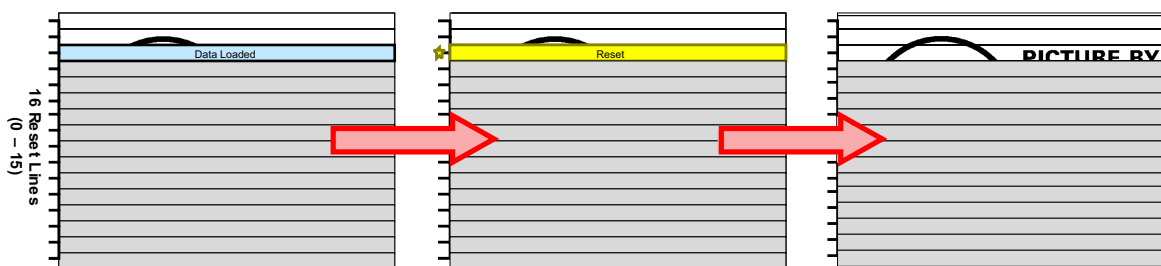 16 Reset Lines
(0 – 15)
Data Loaded
Reset
PICTURE BY